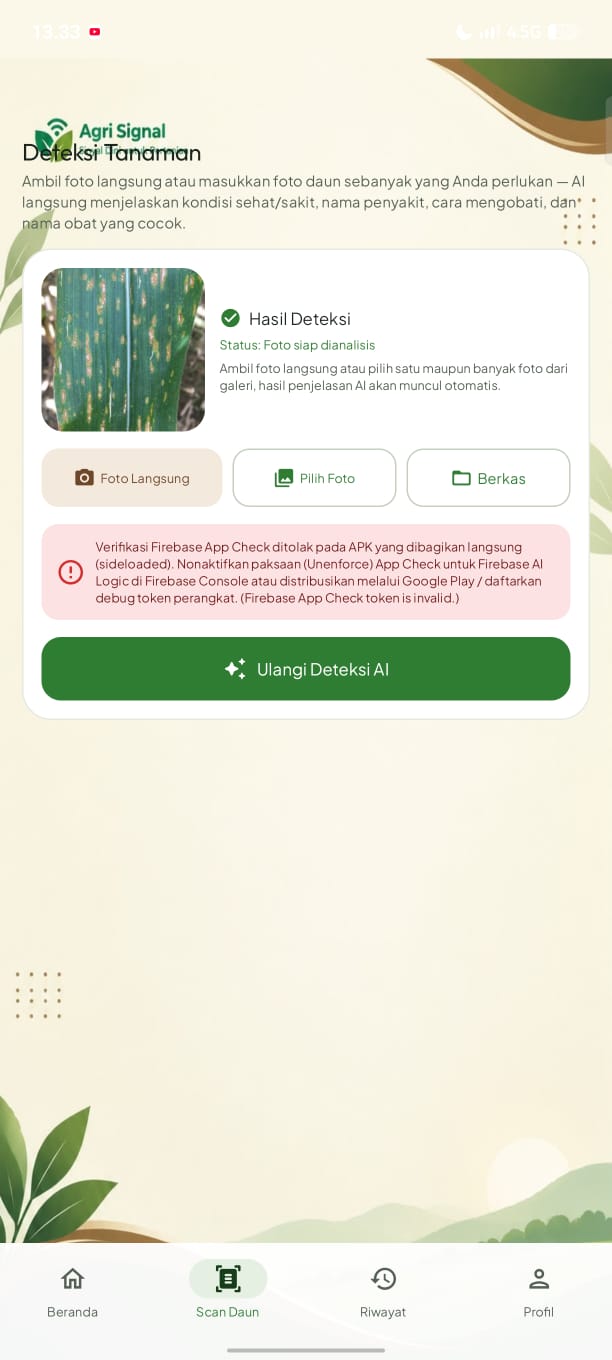 13.33
4.5G
Agri Signal
Deteksi Tanaman
Ambil foto langsung atau masukkan foto daun sebanyak yang Anda perlukan — AI
langsung menjelaskan kondisi sehat/sakit, nama penyakit, cara mengobati, dan
nama obat yang cocok.
Hasil Deteksi
Status: Foto siap dianalisis
Ambil foto langsung atau pilih satu maupun banyak foto dari
galeri, hasil penjelasan AI akan muncul otomatis.
Foto Langsung
Pilih Foto
Berkas
Verifikasi Firebase App Check ditolak pada APK yang dibagikan langsung
(sideloaded). Nonaktifkan paksaan (Unenforce) App Check untuk Firebase AI
Logic di Firebase Console atau distribusikan melalui Google Play / daftarkan
debug token perangkat. (Firebase App Check token is invalid.)
Ulangi Deteksi AI
Beranda
Scan Daun
Riwayat
Profil